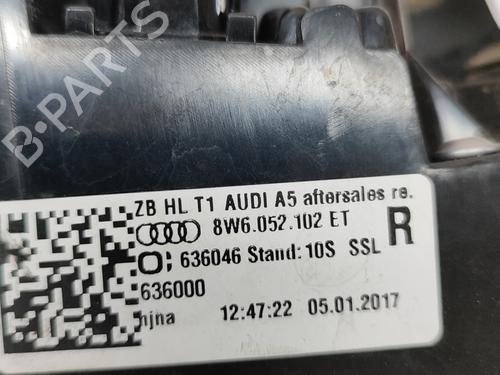 B-PARTS
ZB HL T1 AUDI A5 aftersales re.
8W6.052.102 ET
R
O; 636046 Stand: 10S SSL
636000
njna 12:47:22 05.01.2017